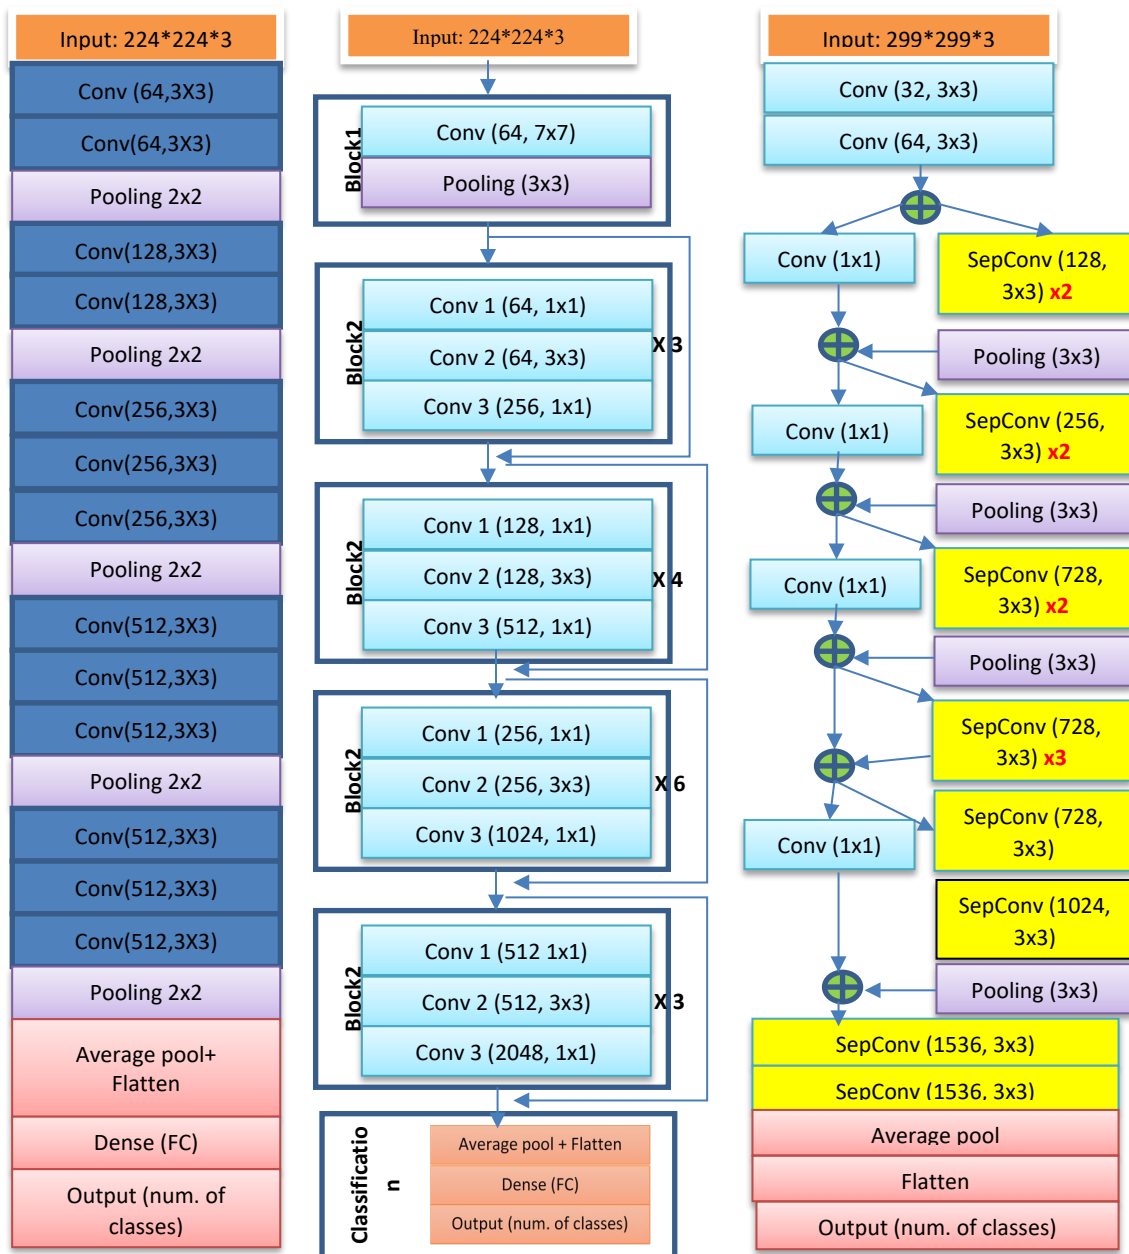 Input: 224*224*3
Conv (64,3X3)
Conv(64,3X3)
Pooling 2x2
Conv(128,3X3)
Conv(128,3X3)
Pooling 2x2
Conv(256,3X3)
Conv(256,3X3)
Conv(256,3X3)
Pooling 2x2
Conv(512,3X3)
Conv(512,3X3)
Conv(512,3X3)
Pooling 2x2
Conv(512,3X3)
Conv(512,3X3)
Conv(512,3X3)
Pooling 2x2
Average pool+
Flatten
Dense (FC)
Output (num. of
classes)
Input: 224*224*3
Block1
Conv (64, 7x7)
Pooling (3x3)
Block2
Conv 1 (64, 1x1)
Conv 2 (64, 3x3)
Conv 3 (256, 1x1)
X 3
Block2
Conv 1 (128, 1x1)
Conv 2 (128, 3x3)
Conv 3 (512, 1x1)
X 4
Block2
Conv 1 (256, 1x1)
Conv 2 (256, 3x3)
Conv 3 (1024, 1x1)
X 6
Block2
Conv 1 (512 1x1)
Conv 2 (512, 3x3)
Conv 3 (2048, 1x1)
X 3
Classificatio
n
Average pool + Flatten
Dense (FC)
Output (num. of classes)
Input: 299*299*3
Conv (32, 3x3)
Conv (64, 3x3)
Conv (1x1)
SepConv (128,
3x3) x2
Pooling (3x3)
Conv (1x1)
SepConv (256,
3x3) x2
Pooling (3x3)
Conv (1x1)
SepConv (728,
3x3) x2
Pooling (3x3)
SepConv (728,
3x3) x3
Conv (1x1)
SepConv (728,
3x3)
SepConv (1024,
3x3)
Pooling (3x3)
SepConv (1536, 3x3)
SepConv (1536, 3x3)
Average pool
Flatten
Output (num. of classes)